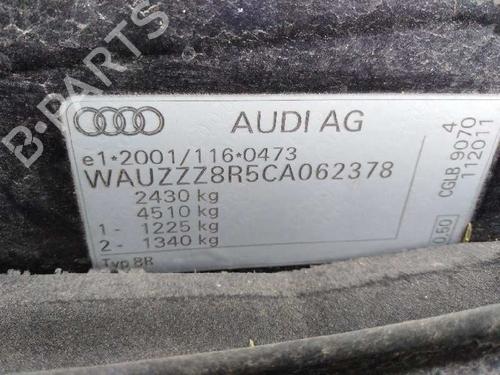 AUDI AG
e1*2001/116*0473
WAUZZZ8R5CA062378
2430 kg
4510 kg
1- 1225 kg
2- 1340 kg
Typ 8R
4
CGLB 9070
112011
0.50